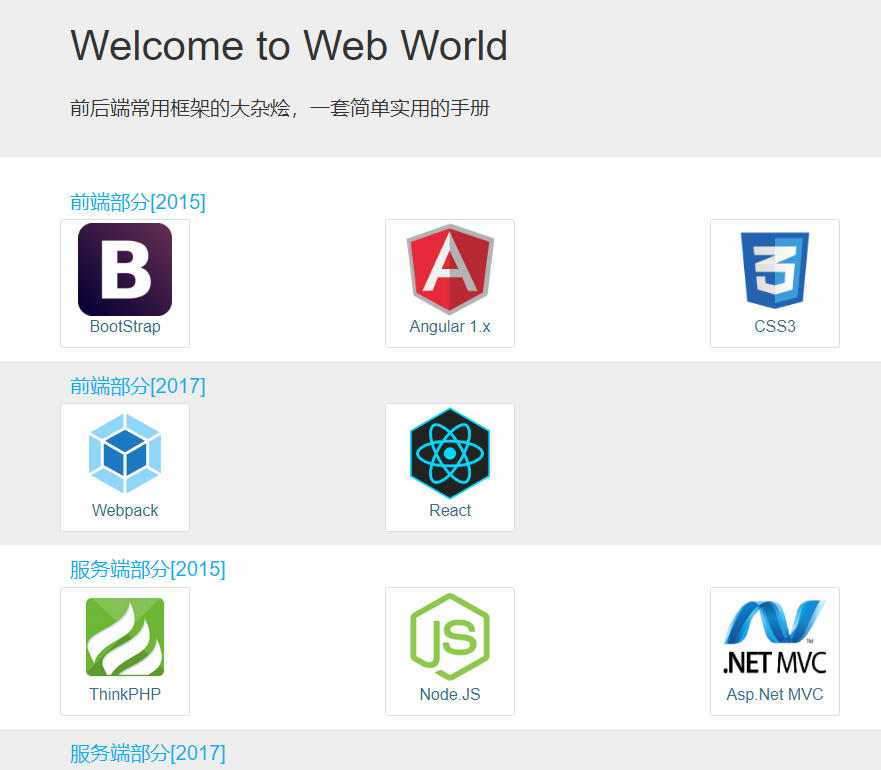 Welcome to Web World
前后端常用框架的大杂烩，一套简单实用的手册
前端部分[2015]
B
BootStrap
A
Angular 1.x
3
CSS3
前端部分[2017]
Webpack
React
服务端部分[2015]
ThinkPHP
JS
Node.JS
.NET MVC
TM
Asp.Net MVC
服务端部分[2017]